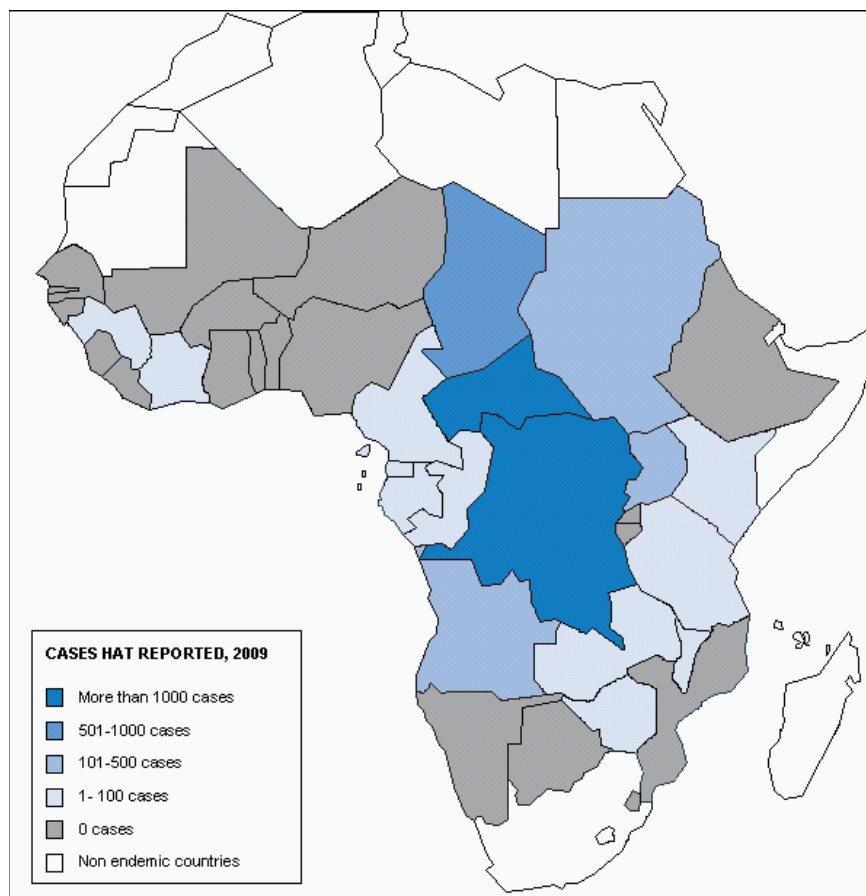 CASES HAT REPORTED, 2009
More than 1000 cases
501-1000 cases
101-500 cases
1- 100 cases
0 cases
Non endemic countries